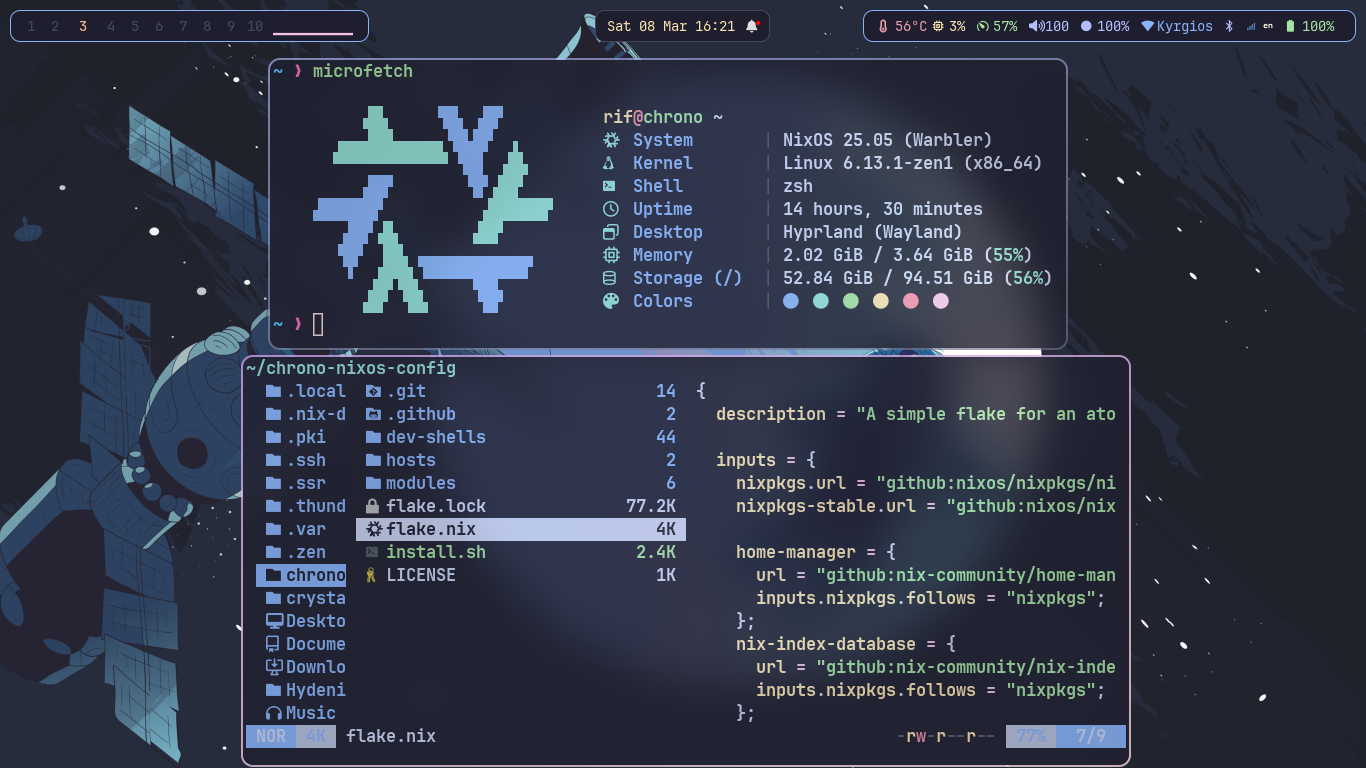 1 2 3 4 5 6 7 8 9 10
Sat 08 Mar 16:21
56°C 3% 57% 100 100% Kyrgios en 100%
~ ❯ microfetch
rif@chrono ~
System | NixOS 25.05 (Warbler)
Kernel | Linux 6.13.1-zen1 (x86_64)
Shell | zsh
Uptime | 14 hours, 30 minutes
Desktop | Hyprland (Wayland)
Memory | 2.02 GiB / 3.64 GiB (55%)
Storage (/) | 52.84 GiB / 94.51 GiB (56%)
Colors |
~ ❯
~/chrono-nixos-config
.local .git 14 {
.nix-d .github 2 description = "A simple flake for an ato
.pki dev-shells 44
.ssh hosts 2 inputs = {
.ssr modules 6 nixpkgs.url = "github:nixos/nixpkgs/ni
.thund flake.lock 77.2K nixpkgs-stable.url = "github:nixos/nix
.var flake.nix 4K
.zen install.sh 2.4K home-manager = {
chrono LICENSE 1K url = "github:nix-community/home-man
crysta inputs.nixpkgs.follows = "nixpkgs";
Deskto };
Docume nix-index-database = {
Downlo url = "github:nix-community/nix-inde
Hydeni inputs.nixpkgs.follows = "nixpkgs";
Music };
NOR 4K flake.nix -rw-r--r-- 77% 7/9